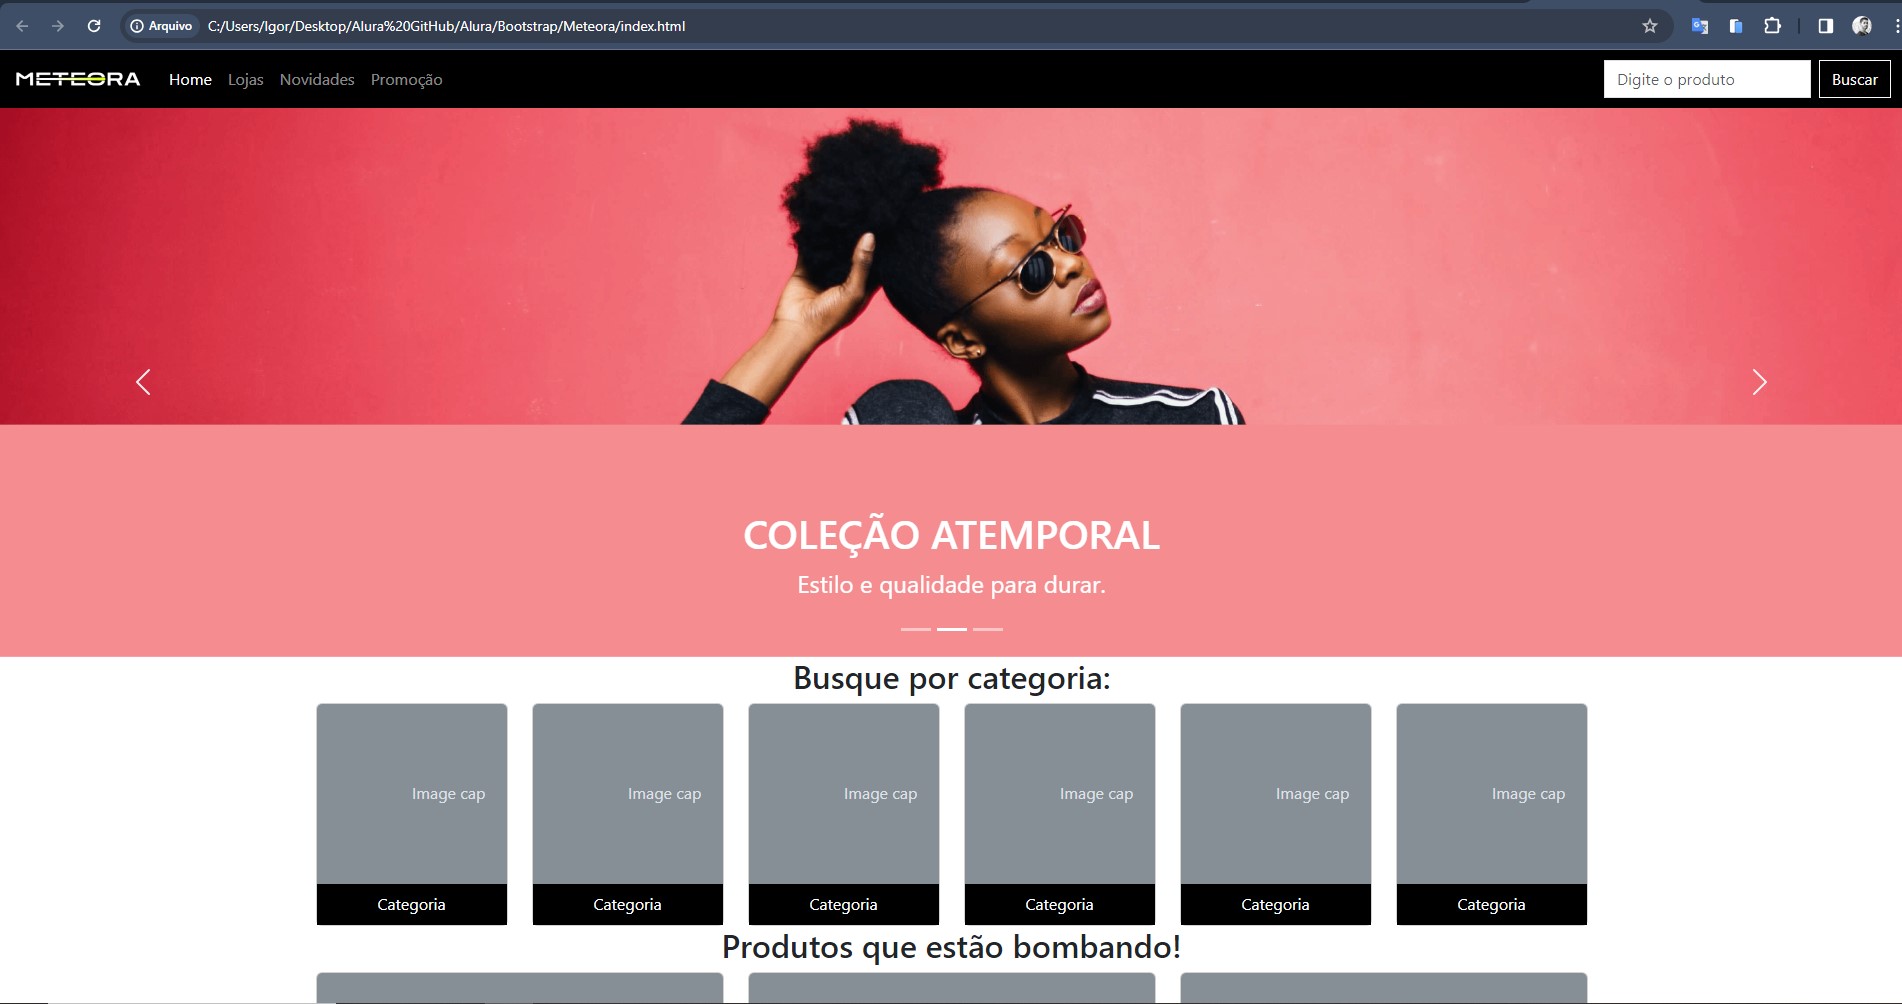 Arquivo C:/Users/Igor/Desktop/Alura%20GitHub/Alura/Bootstrap/Meteora/index.html
METEORA Home Lojas Novidades Promoção Digite o produto Buscar
COLEÇÃO ATEMPORAL
Estilo e qualidade para durar.
Busque por categoria:
Image cap Image cap Image cap Image cap Image cap Image cap
Categoria Categoria Categoria Categoria Categoria Categoria
Produtos que estão bombando!